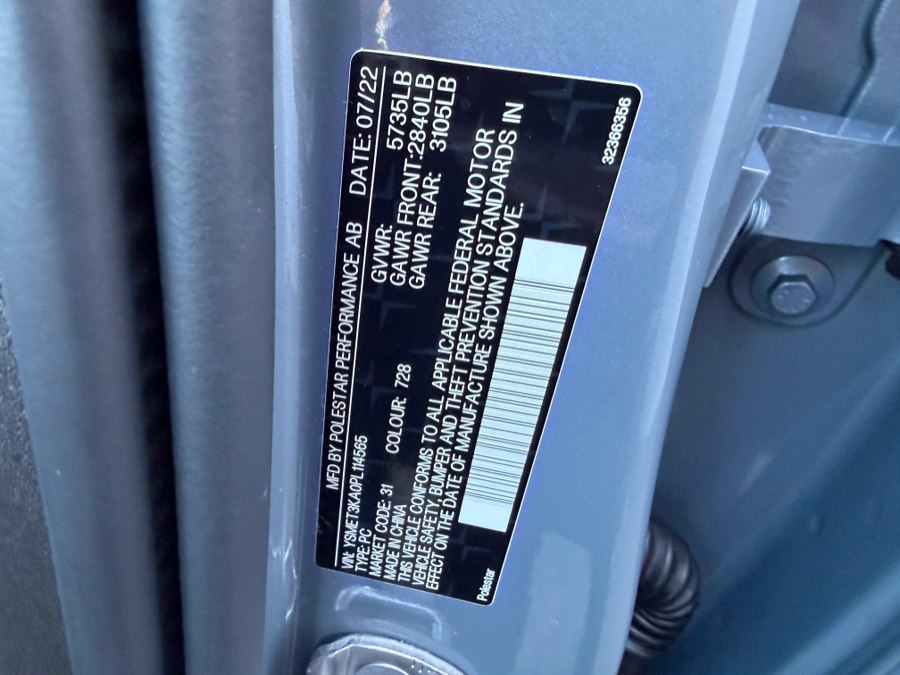 MFD BY POLESTAR PERFORMANCE AB DATE: 07/22
VIN: YSMET3KA0PL114565
TYPE: PC
GVWR: 5735LB
MARKET CODE: 31 COLOUR: 728 GAWR FRONT:2840LB
MADE IN CHINA GAWR REAR: 3105LB
THIS VEHICLE CONFORMS TO ALL APPLICABLE FEDERAL MOTOR
VEHICLE SAFETY, BUMPER AND THEFT PREVENTION STANDARDS IN
EFFECT ON THE DATE OF MANUFACTURE SHOWN ABOVE.
Polestar
32366356